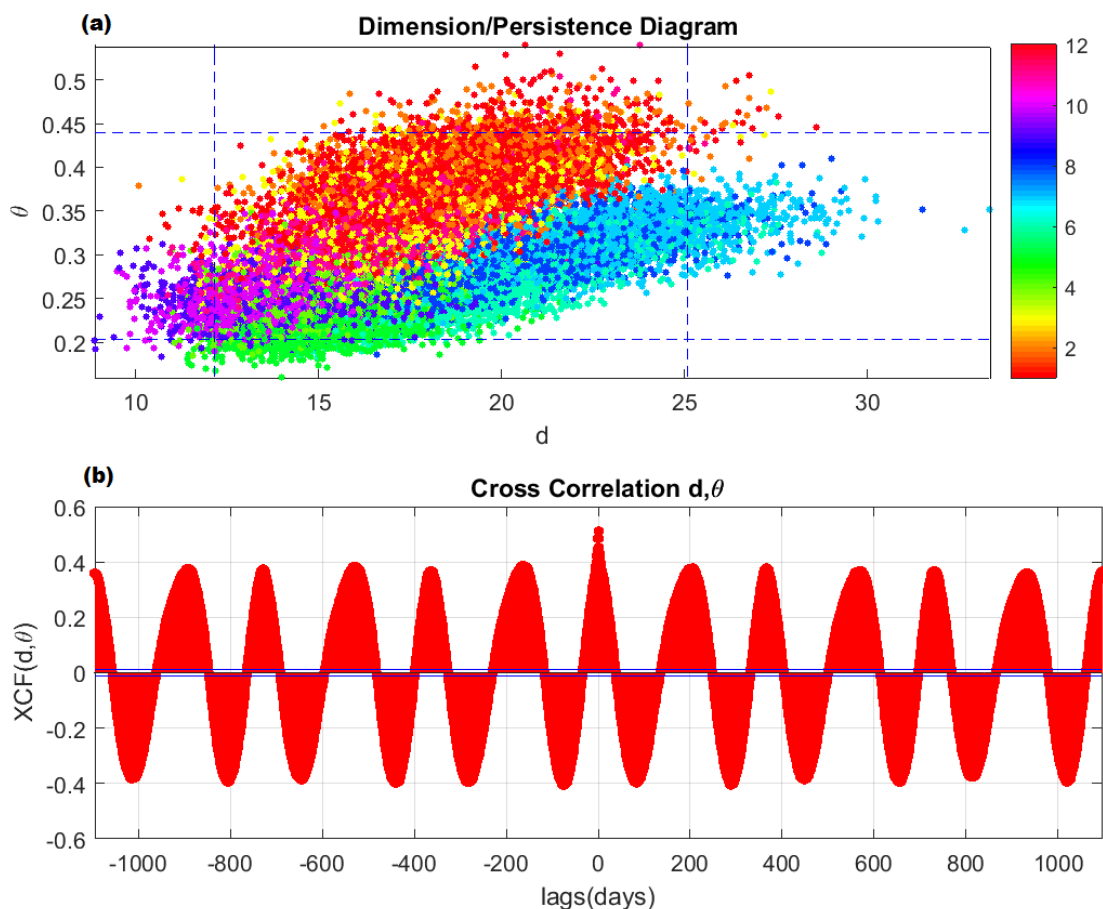 (a)
Dimension/Persistence Diagram
0.5
0.45
0.4
0.35
0.3
0.25
0.2
θ
10 15 20 25 30
d
12
10
8
6
4
2
(b)
Cross Correlation d,θ
0.6
0.4
0.2
0
-0.2
-0.4
-0.6
XCF(d,θ)
-1000 -800 -600 -400 -200 0 200 400 600 800 1000
lags(days)